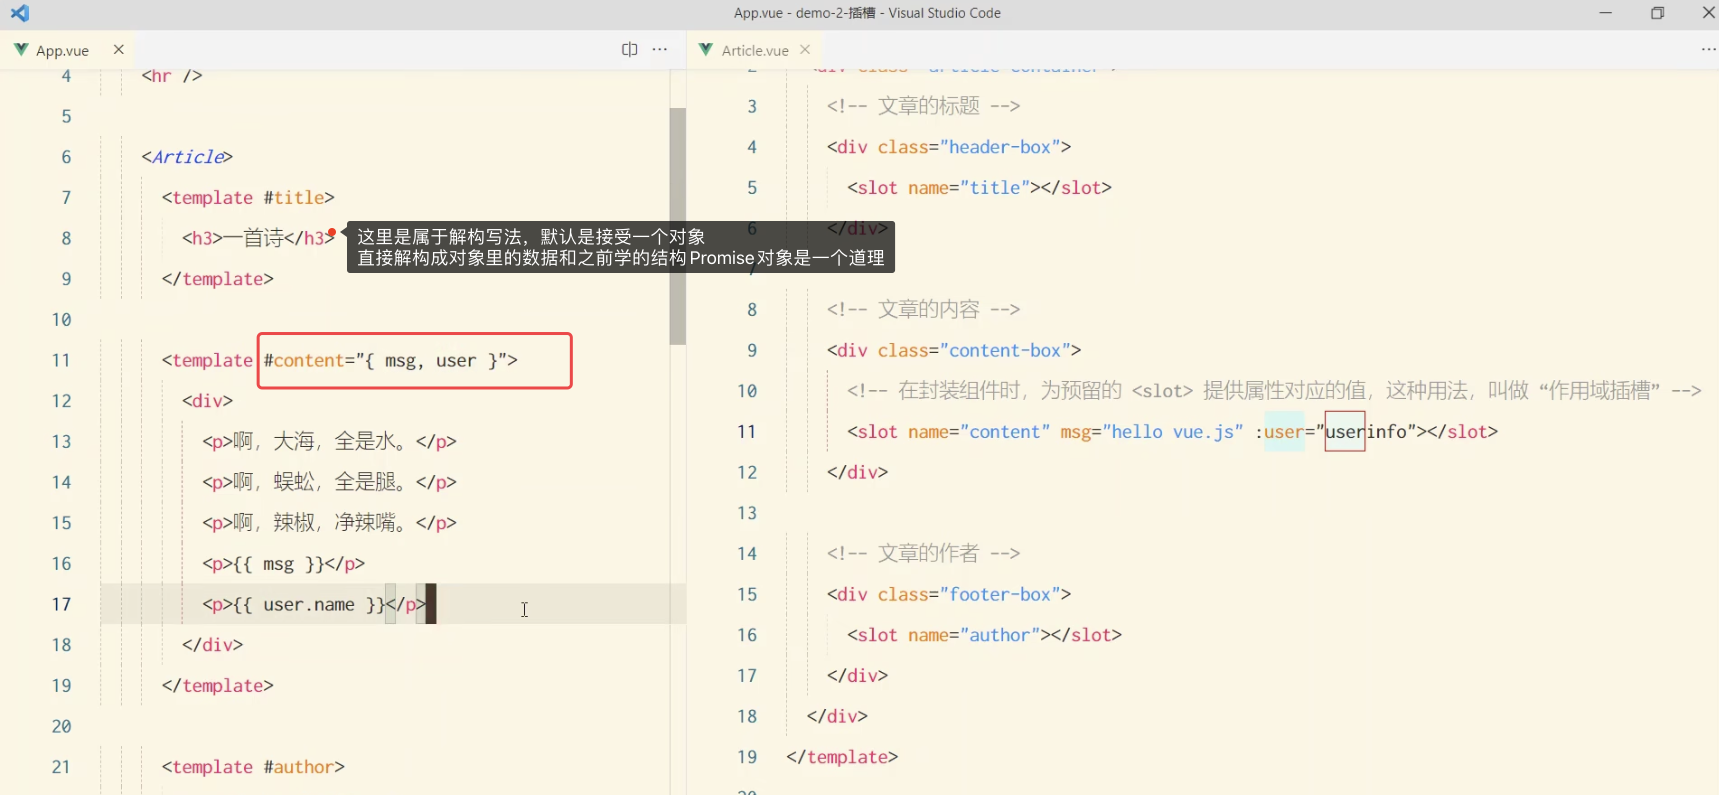 App.vue - demo-2-插槽 - Visual Studio Code
App.vue
4 <hr />
5
6 <Article>
7 <template #title>
8 <h3>一首诗</h3>
这里是属于解构写法，默认是接受一个对象
直接解构成对象里的数据和之前学的结构Promise对象是一个道理
9 </template>
10
11 <template #content="{ msg, user }">
12 <div>
13 <p>啊，大海，全是水。</p>
14 <p>啊，蜈蚣，全是腿。</p>
15 <p>啊，辣椒，净辣嘴。</p>
16 <p>{{ msg }}</p>
17 <p>{{ user.name }}</p>
18 </div>
19 </template>
20
21 <template #author>
Article.vue
2 <div class="article-container">
3 <!-- 文章的标题 -->
4 <div class="header-box">
5 <slot name="title"></slot>
6 </div>
7
8 <!-- 文章的内容 -->
9 <div class="content-box">
10 <!-- 在封装组件时，为预留的 <slot> 提供属性对应的值，这种用法，叫做 “作用域插槽” -->
11 <slot name="content" msg="hello vue.js" :user="userinfo"></slot>
12 </div>
13
14 <!-- 文章的作者 -->
15 <div class="footer-box">
16 <slot name="author"></slot>
17 </div>
18 </div>
19 </template>
20